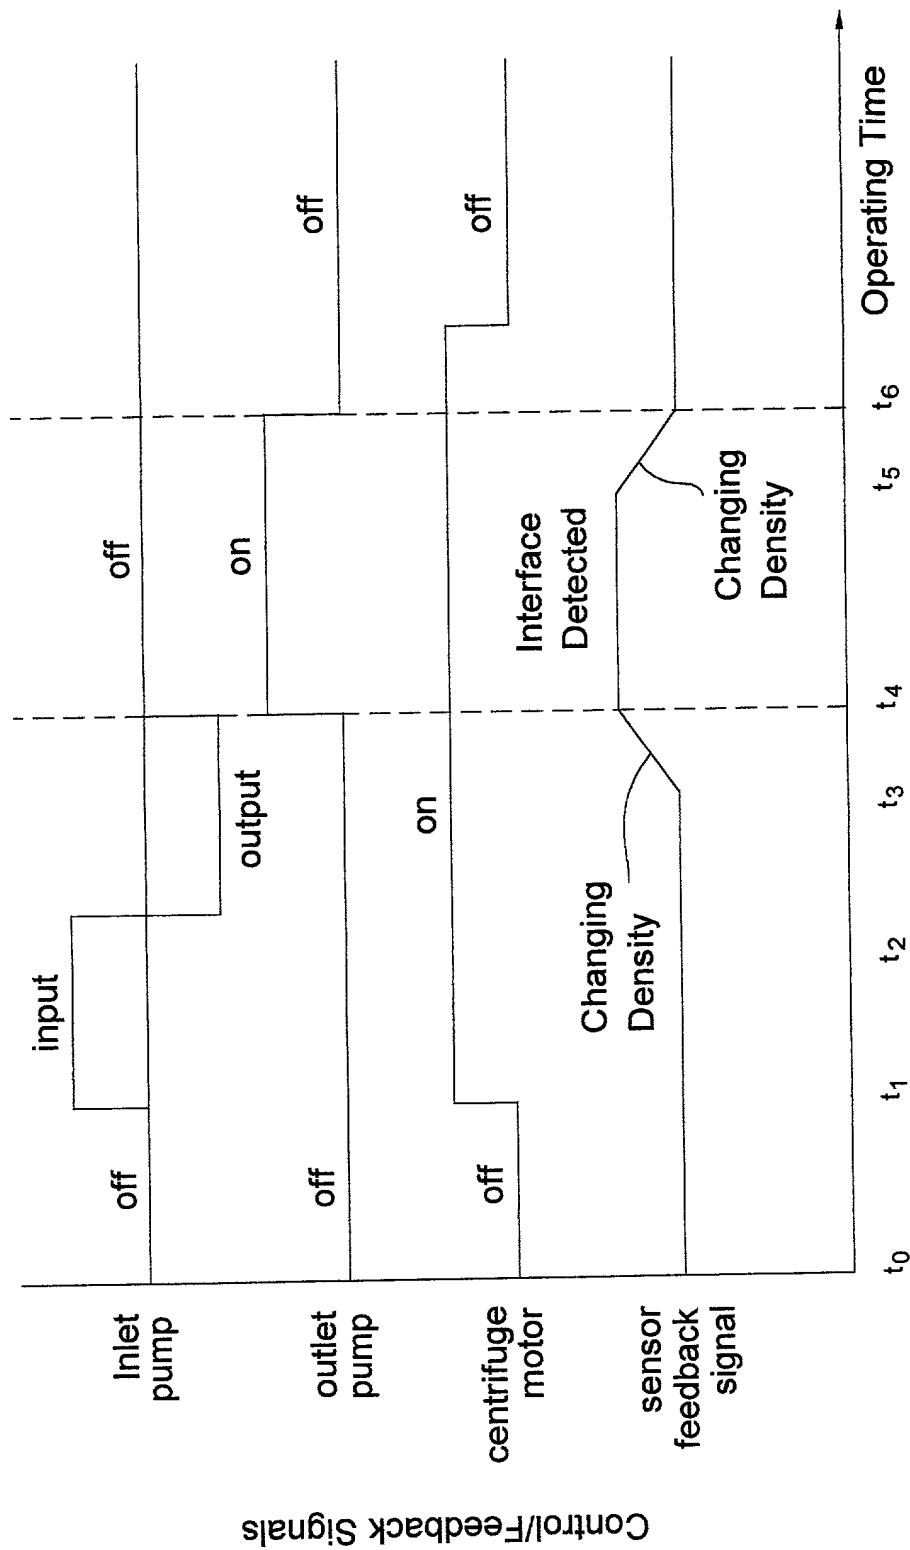 Control/Feedback Signals
Inlet
pump
off
input
output
off
outlet
pump
off
on
off
centrifuge
motor
off
on
off
sensor
feedback
signal
Changing
Density
Interface
Detected
Changing
Density
t0
t1
t2
t3
t4
t5
t6
Operating Time